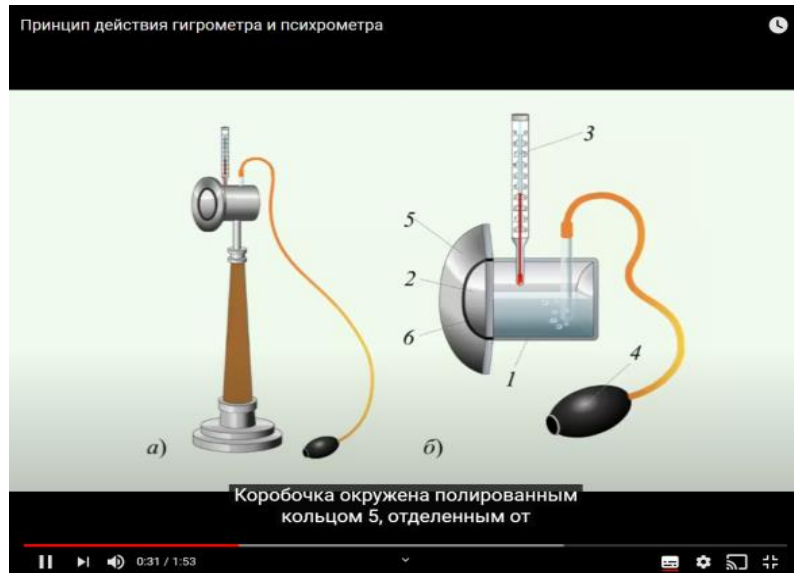 Принцип действия гигрометра и психрометра
3
5
2
6
1
4
а)
б)
Коробочка окружена полированным
кольцом 5, отделенным от
0:31 / 1:53